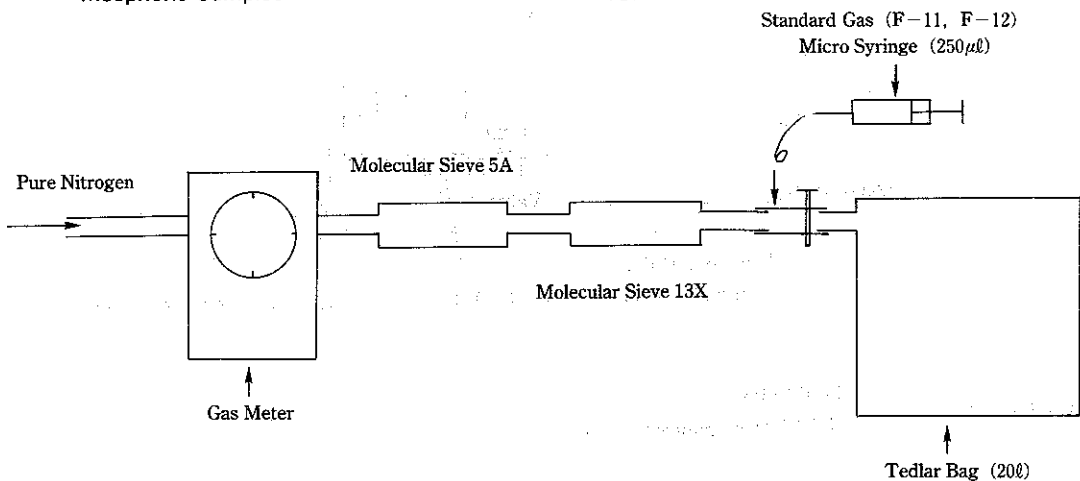 Standard Gas (F-11, F-12)
Micro Syringe (250μℓ)
Molecular Sieve 5A
Pure Nitrogen
Molecular Sieve 13X
Gas Meter
Tedlar Bag (20ℓ)